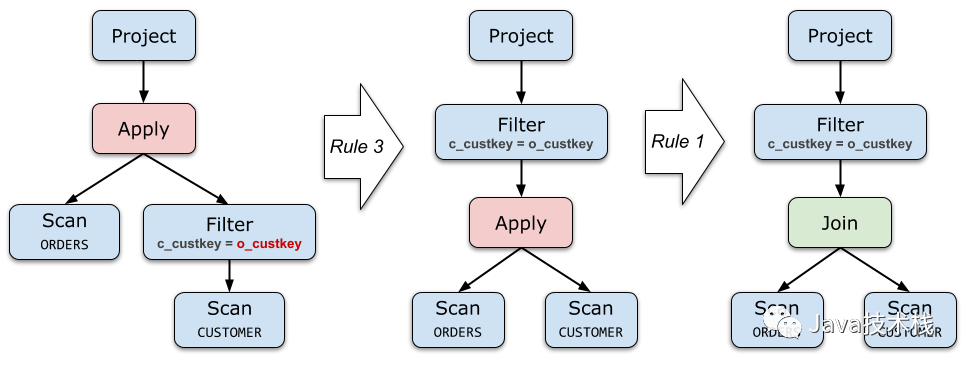 Project
Apply
Scan
ORDERS
Filter
c_custkey = o_custkey
Scan
CUSTOMER
Rule 3
Project
Filter
c_custkey = o_custkey
Apply
Scan
ORDERS
Scan
CUSTOMER
Rule 1
Project
Filter
c_custkey = o_custkey
Join
Scan
ORDERS
Scan
CUSTOMER
Java技术栈